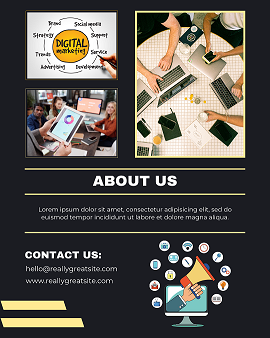 Brand
Social media
Strategy
Support
DIGITAL
marketing
Trends
Service
Advertising
Development
ABOUT US
Lorem ipsum dolor sit amet, consectetur adipiscing elit, sed do
eiusmod tempor incididunt ut labore et dolore magna aliqua.
CONTACT US:
hello@reallygreatsite.com
www.reallygreatsite.com